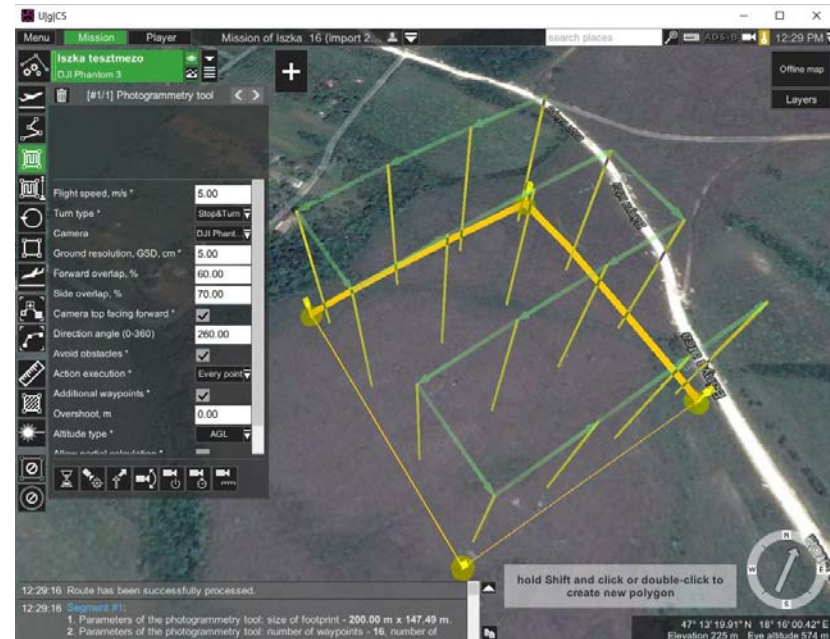 U[g]CS
Menu Mission Player Mission of Iszka 16 (Import 2... search places ADS-B 12:29 PM
Iszka tesztmezo
DJI Phantom 3
Offline map
Layers
[#1/1] Photogrammetry tool
Flight speed, m/s * 5.00
Turn type * Stop&Turn
Camera DJI Phant...
Ground resolution, GSD, cm * 5.00
Forward overlap, % 60.00
Side overlap, % 70.00
Camera top facing forward *
Direction angle (0-360) 260.00
Avoid obstacles *
Action execution * Every point
Additional waypoints *
Overshoot, m 0.00
Altitude type * AGL
Allow partial calculation *
N
W E
S
hold Shift and click or double-click to
create new polygon
12:29:16 Route has been successfully processed.
12:29:16 Segment #1:
1. Parameters of the photogrammetry tool: size of footprint - 200.00 m x 147.49 m.
2. Parameters of the photogrammetry tool: number of waypoints - 16, number of
47° 13'19.91" N 18° 16'00.42" E
Elevation 225 m Eye altitude 574 m